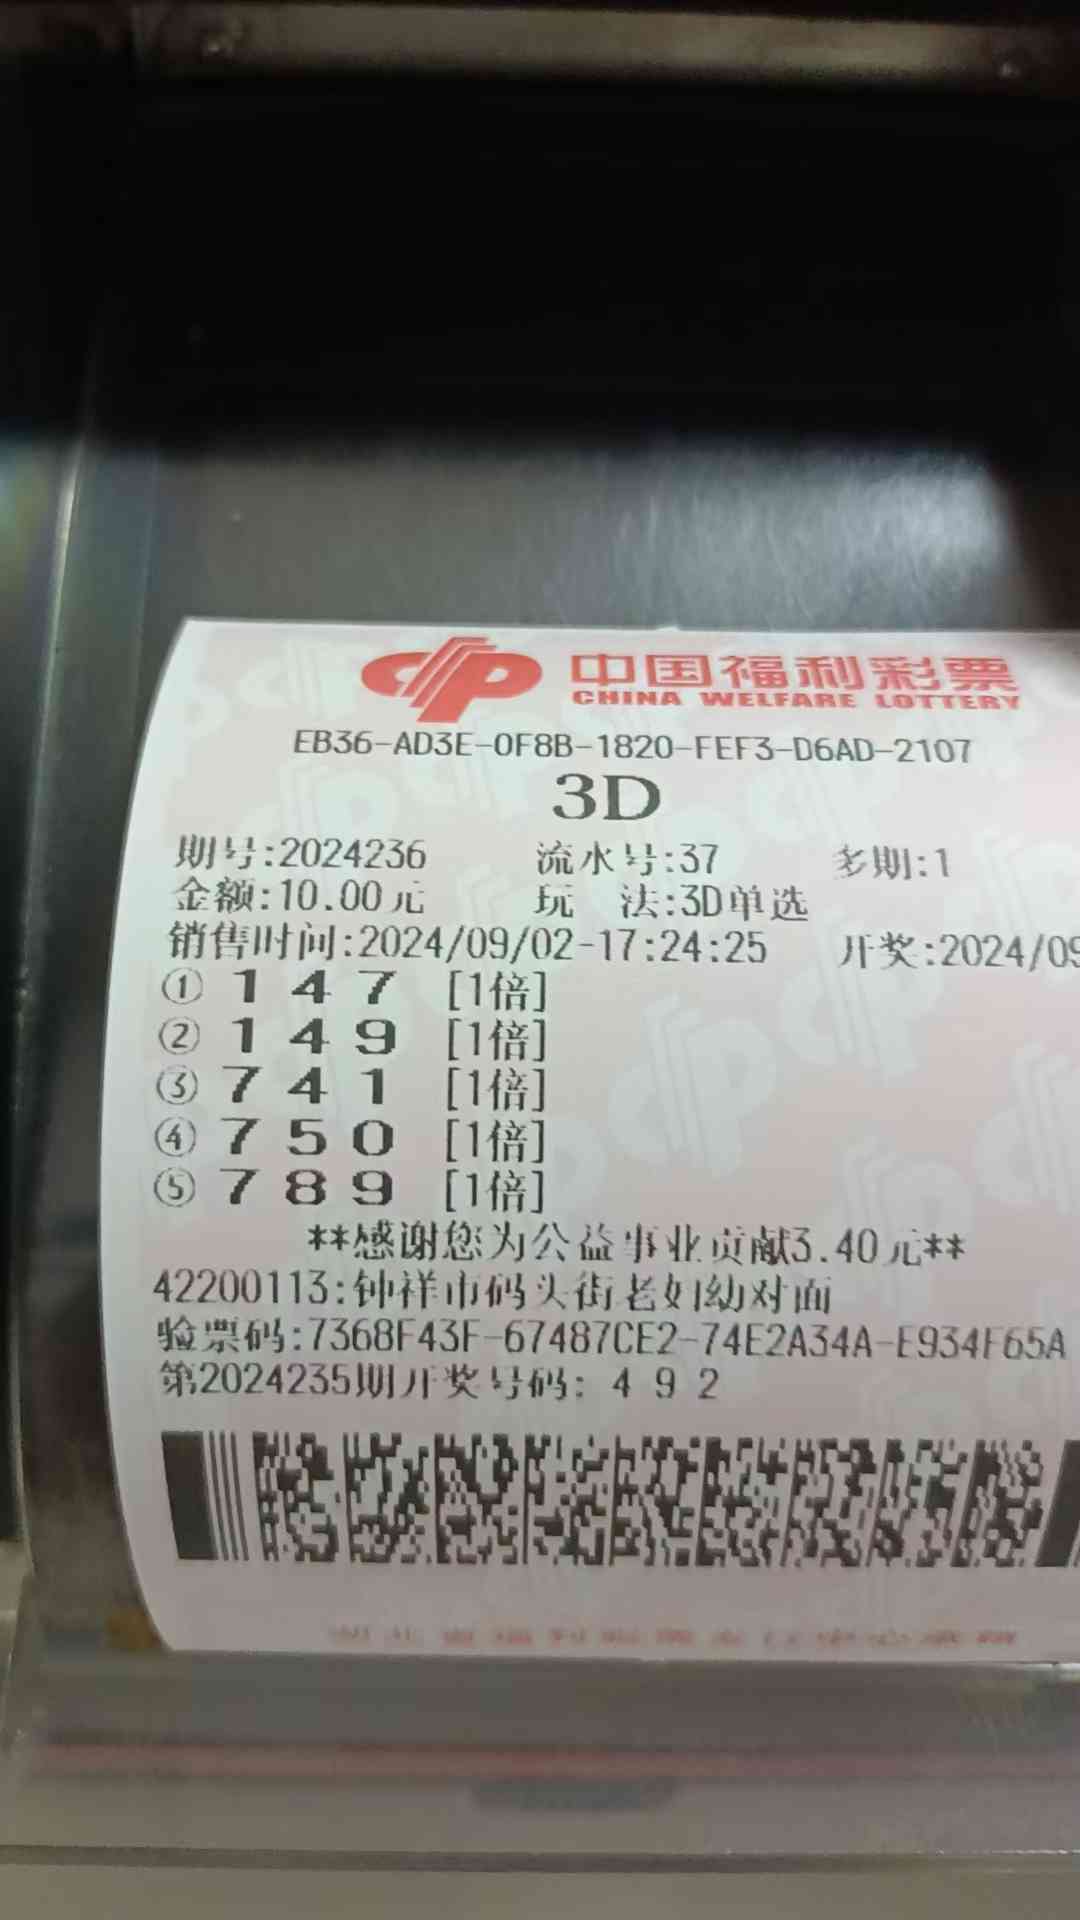 中国福利彩票
CHINA WELFARE LOTTERY
EB36-AD3E-0F8B-1820-FEF3-D6AD-2107
3D
期号:2024236 流水号:37 多期:1
金额:10.00元 玩 法:3D单选
销售时间:2024/09/02-17:24:25 开奖:2024/09
① 1 4 7 [1倍]
② 1 4 9 [1倍]
③ 7 4 1 [1倍]
④ 7 5 0 [1倍]
⑤ 7 8 9 [1倍]
**感谢您为公益事业贡献3.40元**
42200113:钟祥市码头街老妇幼对面
验票码:7368F43F-67487CE2-74E2A34A-E934F65A
第2024235期开奖号码: 4 9 2